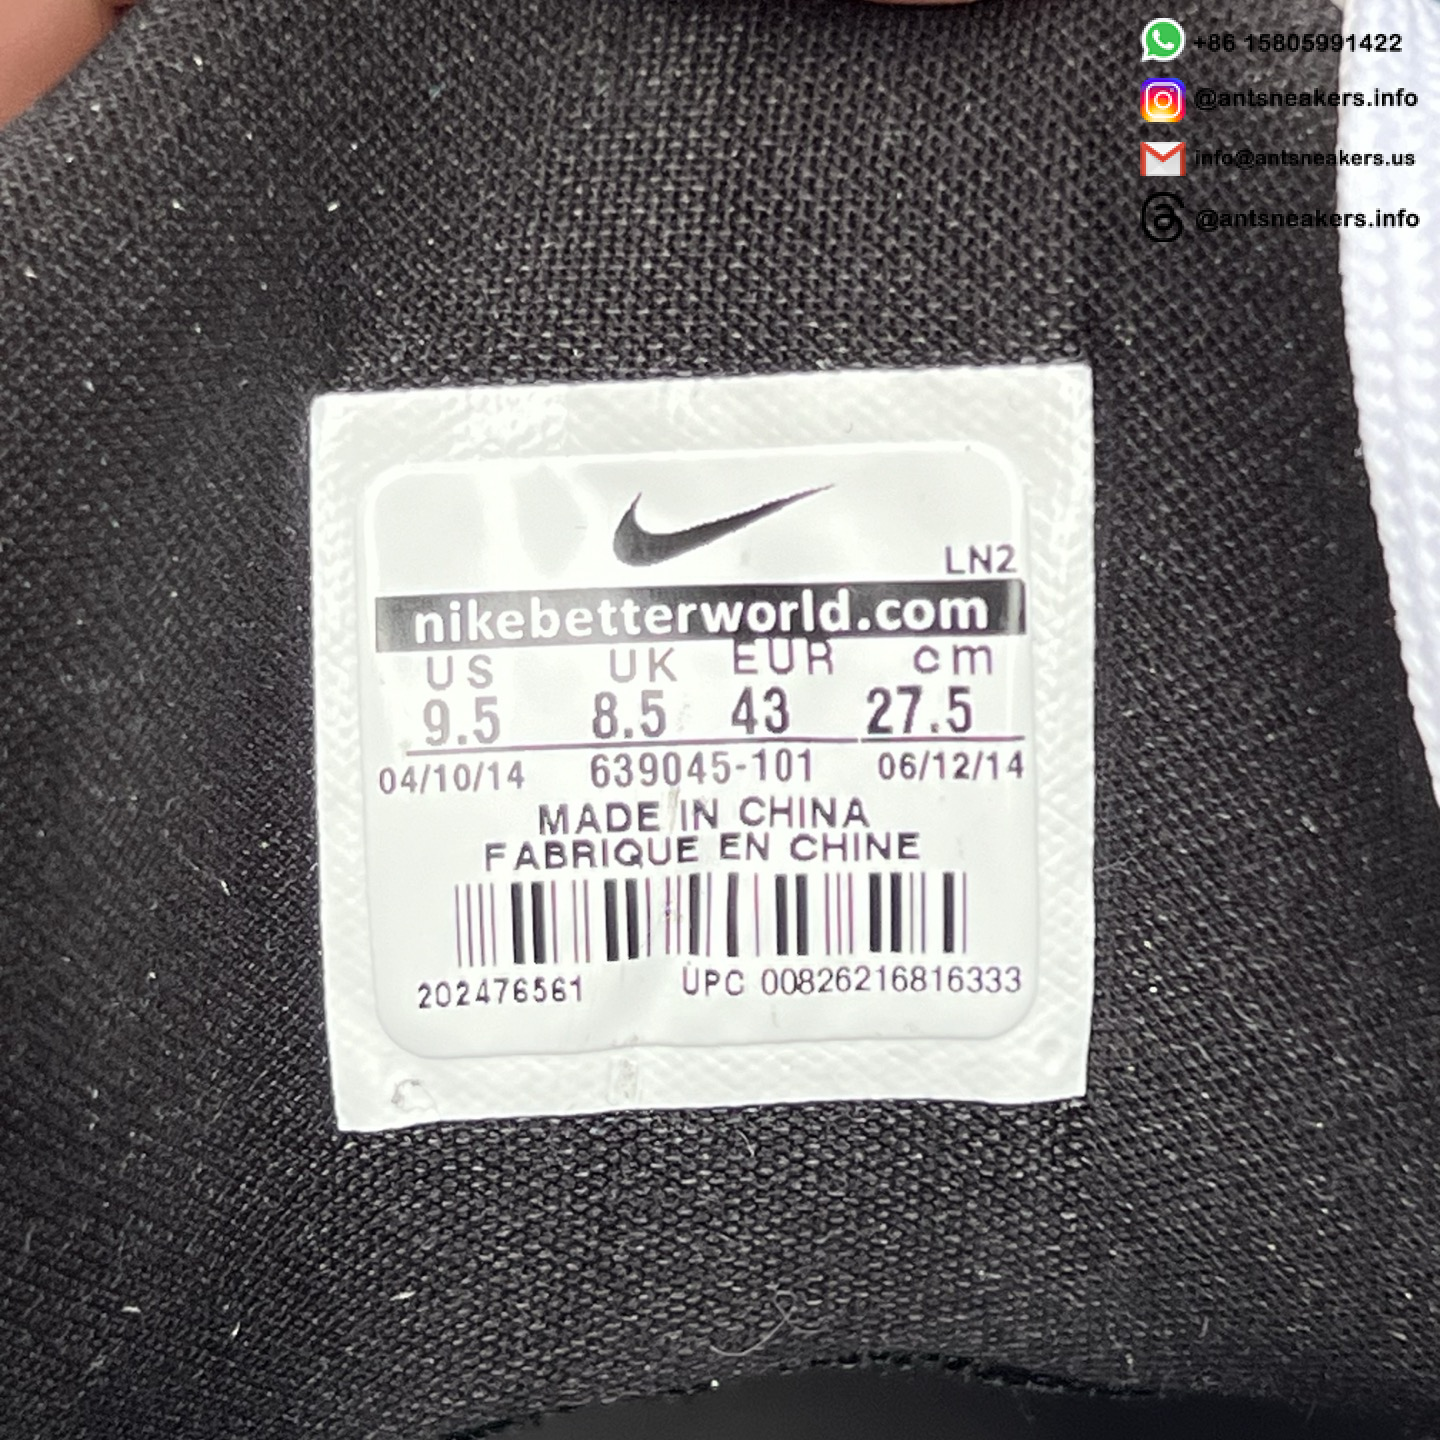 +86 15805991422
@antsneakers.info
info@antsneakers.us
@antsneakers.info
LN2
nikebetterworld.com
US UK EUR cm
9.5 8.5 43 27.5
04/10/14 639045-101 06/12/14
MADE IN CHINA
FABRIQUE EN CHINE
202476561 UPC 00826216816333